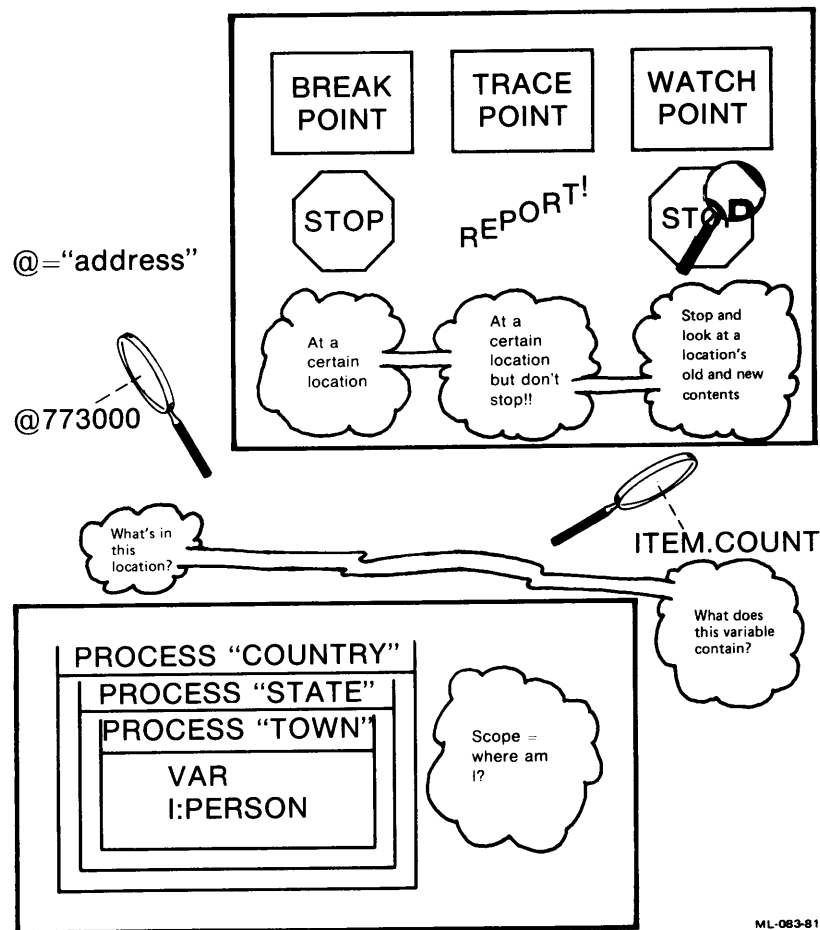 BREAK
POINT
TRACE
POINT
WATCH
POINT
STOP
REPORT!
STOP
@="address"
At a
certain
location
At a
certain
location
but don't
stop!!
Stop and
look at a
location's
old and new
contents
@773000
What's in
this
location?
ITEM.COUNT
What does
this variable
contain?
PROCESS "COUNTRY"
PROCESS "STATE"
PROCESS "TOWN"
VAR
I:PERSON
Scope =
where am
I?
ML-083-81